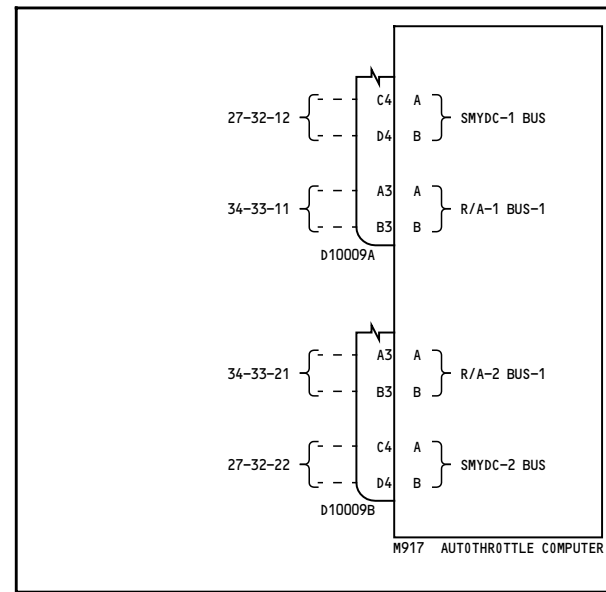 C4 A
27-32-12 SMYDC-1 BUS
D4 B
A3 A
34-33-11 R/A-1 BUS-1
B3 B
D10009A
A3 A
34-33-21 R/A-2 BUS-1
B3 B
C4 A
27-32-22 SMYDC-2 BUS
D4 B
D10009B
M917 AUTOTHROTTLE COMPUTER